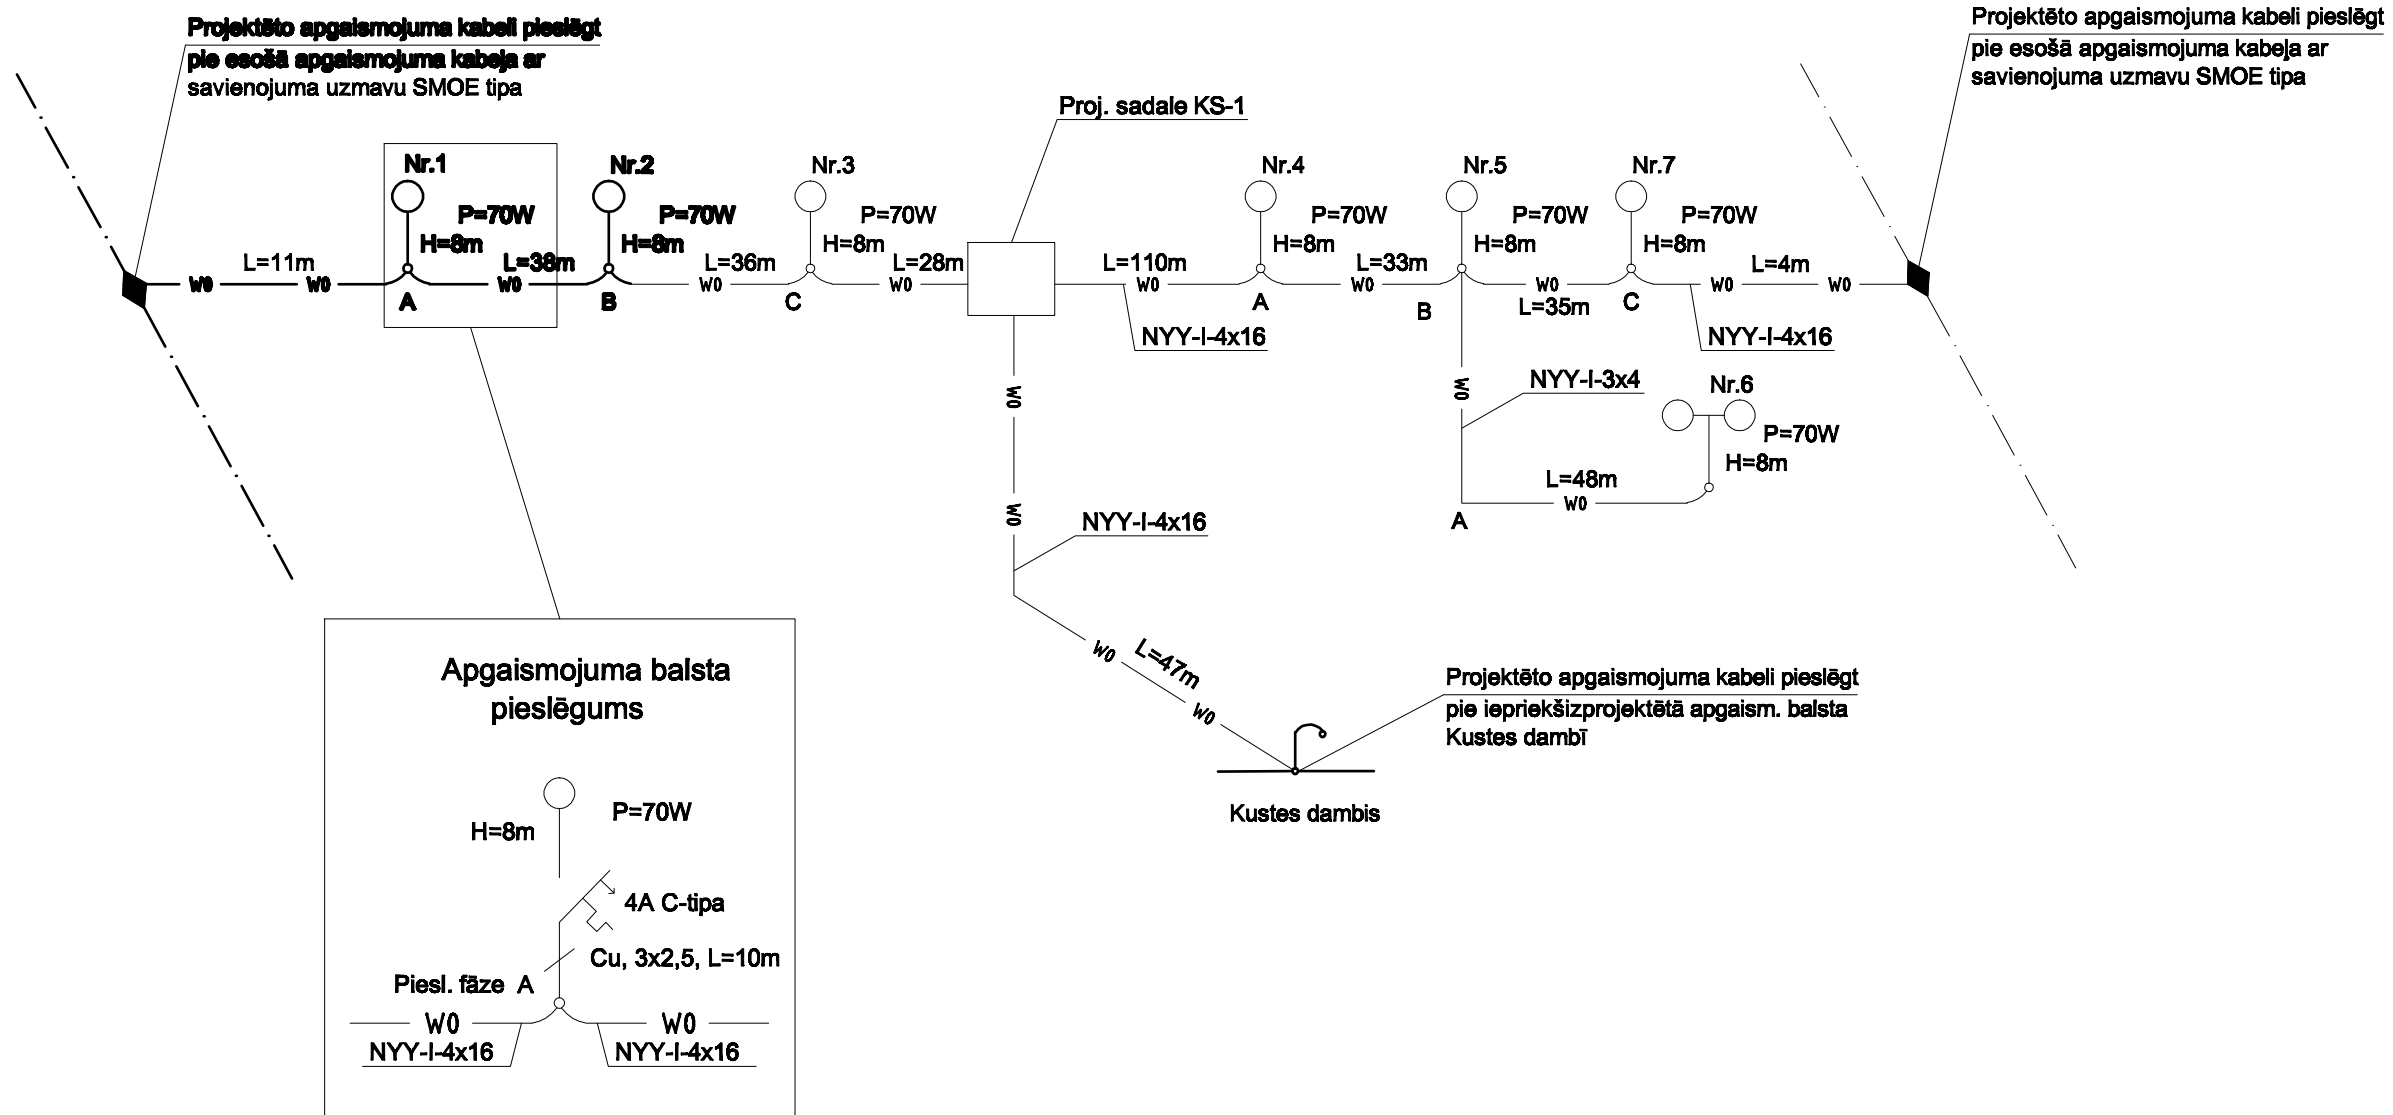 Projektēto apgaismojuma kabeli pieslēgt
pie esošā apgaismojuma kabeļa ar
savienojuma uzmavu SMOE tipa
Projektēto apgaismojuma kabeli pieslēgt
pie esošā apgaismojuma kabeļa ar
savienojuma uzmavu SMOE tipa
Proj. sadale KS-1
Nr.1
P=70W
H=8m
Nr.2
P=70W
H=8m
Nr.3
P=70W
H=8m
Nr.4
P=70W
H=8m
Nr.5
P=70W
H=8m
Nr.7
P=70W
H=8m
L=11m
L=38m
L=36m
L=28m
L=110m
L=33m
L=35m
L=4m
W0
W0
W0
W0
W0
W0
W0
W0
W0
W0
A
B
C
A
B
C
NYY-I-4x16
NYY-I-4x16
W0
W0
NYY-I-4x16
W0
L=47m
W0
W0
NYY-I-3x4
Nr.6
P=70W
H=8m
L=48m
W0
A
Projektēto apgaismojuma kabeli pieslēgt
pie iepriekšizprojektētā apgaism. balsta
Kustes dambī
Kustes dambis
Apgaismojuma balsta
pieslēgums
P=70W
H=8m
4A C-tipa
Cu, 3x2,5, L=10m
Piesl. fāze A
W0
W0
NYY-I-4x16
NYY-I-4x16